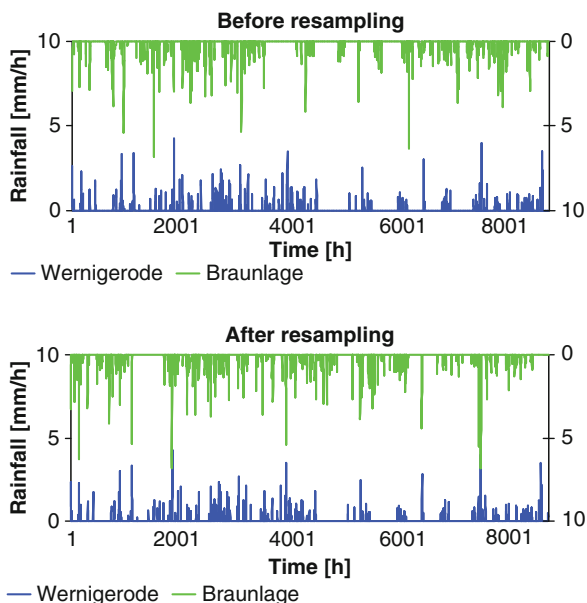 Before resampling
Rainfall [mm/h]
10
5
0
0
5
10
1
2001
4001
6001
8001
Time [h]
Wernigerode
Braunlage
After resampling
Rainfall [mm/h]
10
5
0
0
5
10
1
2001
4001
6001
8001
Time [h]
Wernigerode
Braunlage